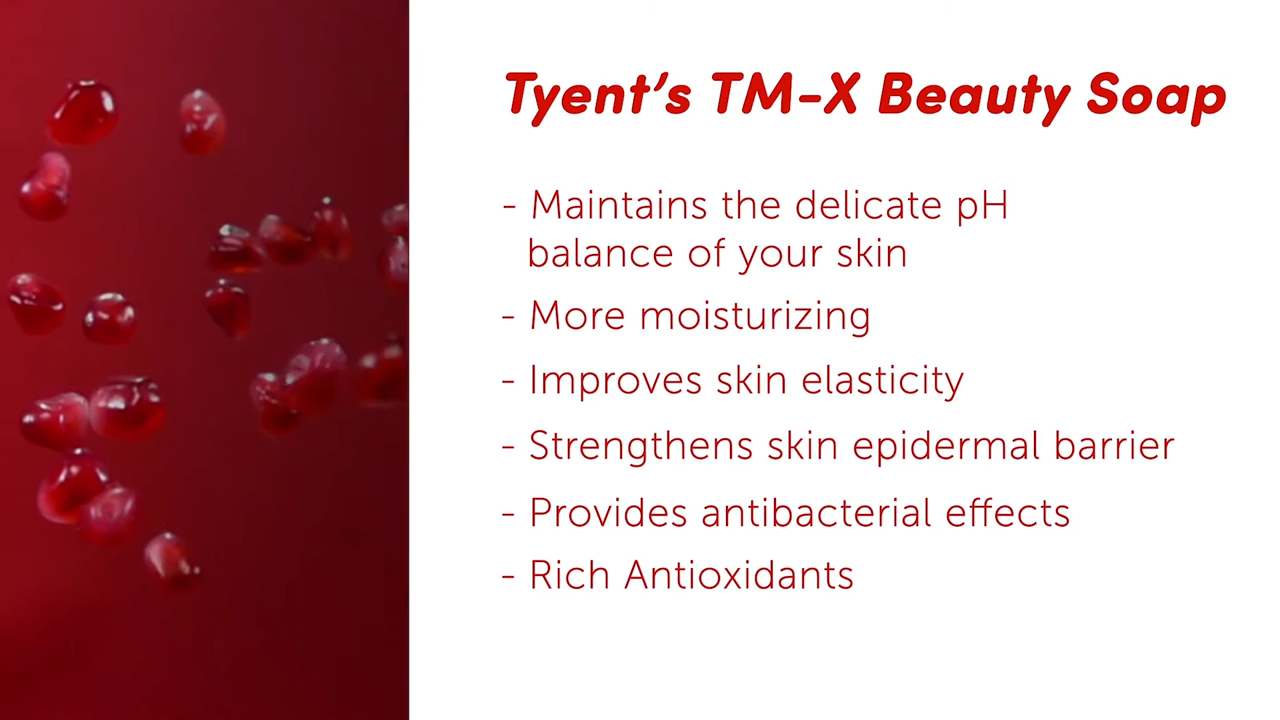 Tyent's TM-X Beauty Soap
- Maintains the delicate pH
balance of your skin
- More moisturizing
- Improves skin elasticity
- Strengthens skin epidermal barrier
- Provides antibacterial effects
- Rich Antioxidants